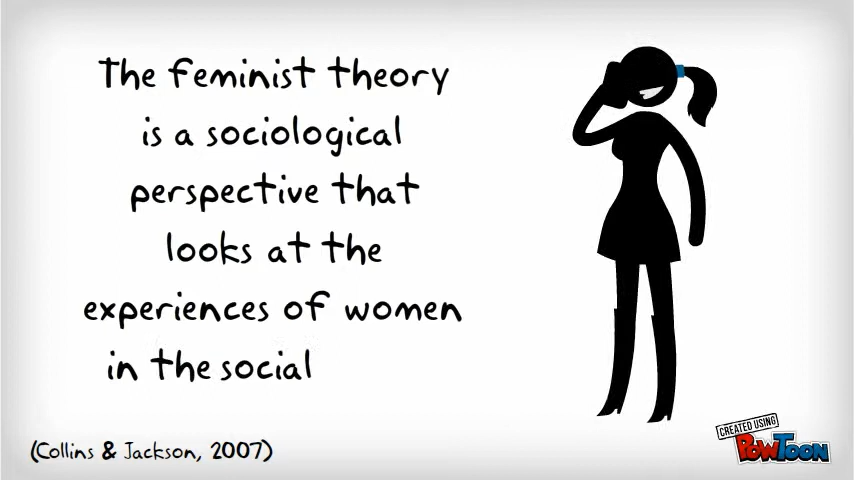 The feminist theory
is a sociological
perspective that
looks at the
experiences of women
in the social
(Collins & Jackson, 2007)
CREATED USING
POWTOON